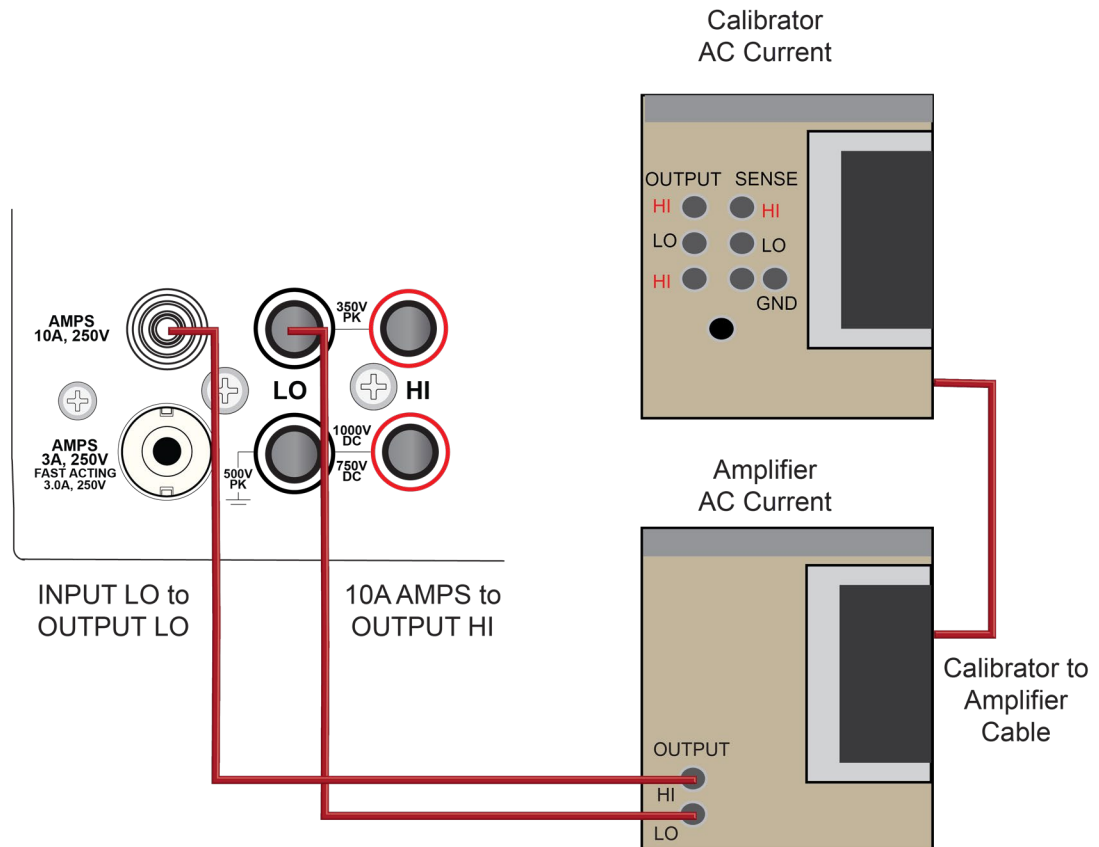 Calibrator
AC Current
OUTPUT SENSE
HI HI
LO LO
HI
GND
AMPS
10A, 250V
350V
PK
LO HI
AMPS
3A, 250V
FAST ACTING
3.0A, 250V
500V
PK
1000V
DC
750V
DC
Amplifier
AC Current
INPUT LO to
OUTPUT LO
10A AMPS to
OUTPUT HI
Calibrator to
Amplifier
Cable
OUTPUT
HI
LO